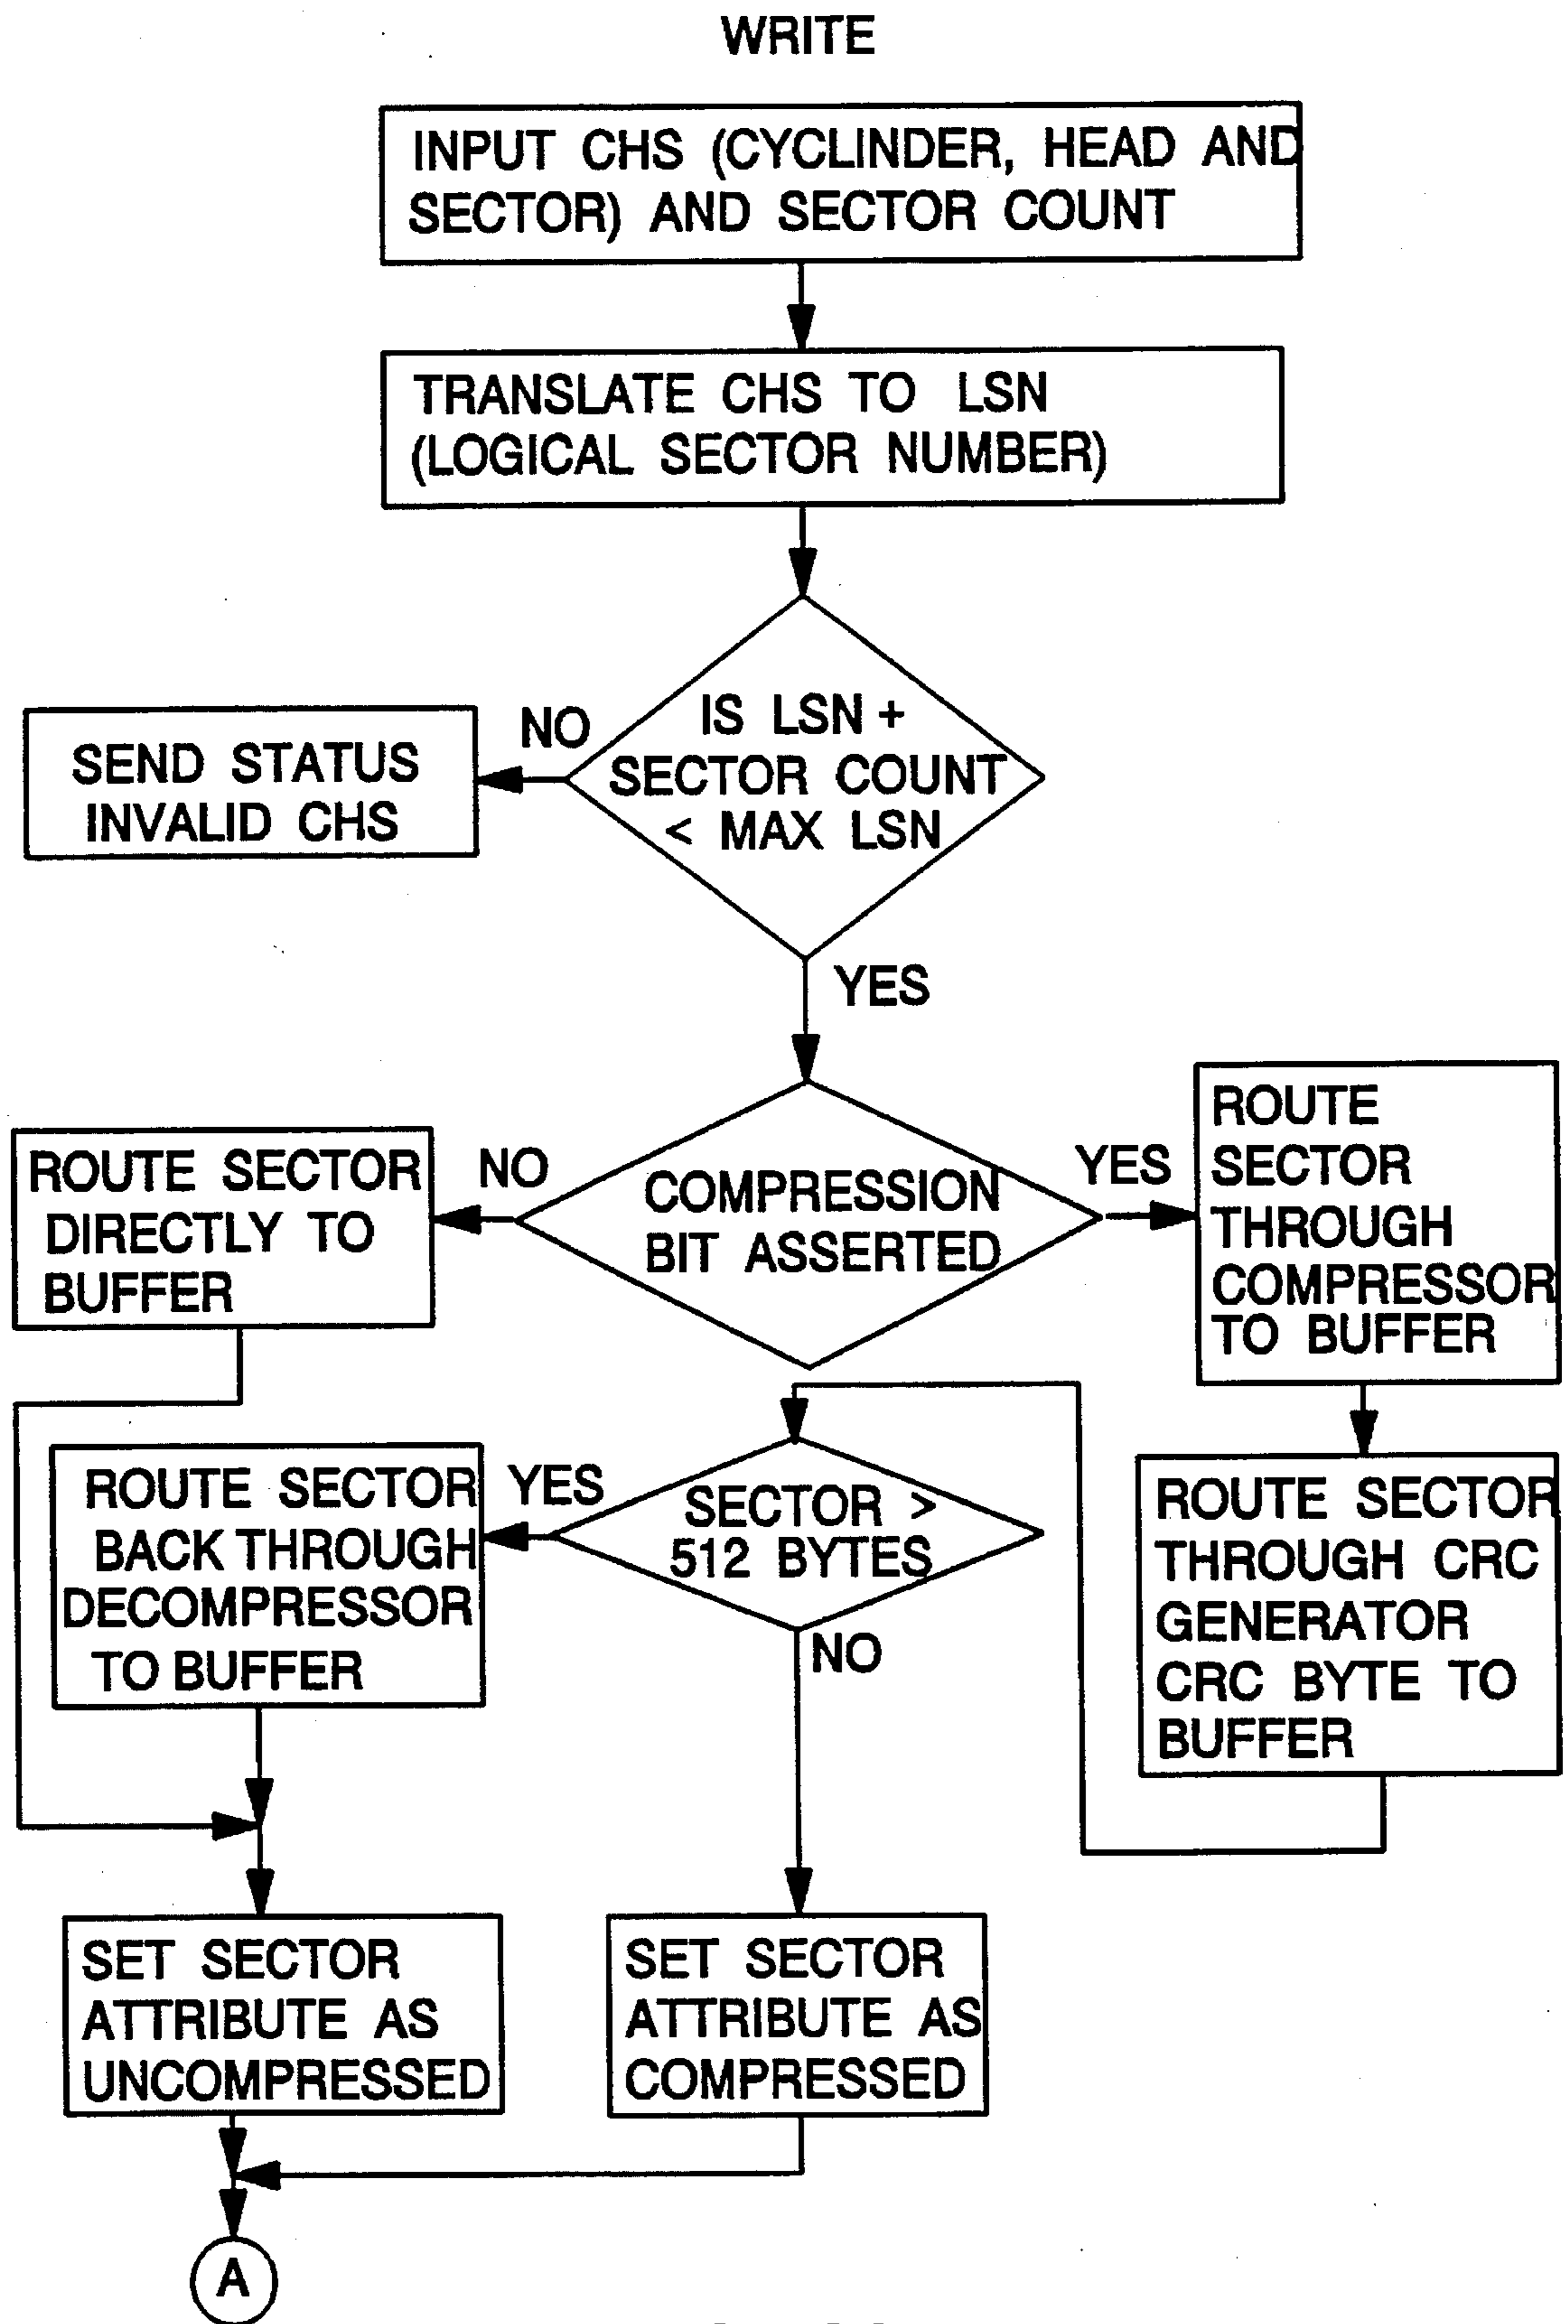 WRITE
INPUT CHS (CYCLINDER, HEAD AND
SECTOR) AND SECTOR COUNT
TRANSLATE CHS TO LSN
(LOGICAL SECTOR NUMBER)
IS LSN +
SECTOR COUNT
< MAX LSN
NO
SEND STATUS
INVALID CHS
YES
COMPRESSION
BIT ASSERTED
NO
ROUTE SECTOR
DIRECTLY TO
BUFFER
YES
ROUTE
SECTOR
THROUGH
COMPRESSOR
TO BUFFER
ROUTE SECTOR
THROUGH CRC
GENERATOR
CRC BYTE TO
BUFFER
SECTOR >
512 BYTES
YES
ROUTE SECTOR
BACK THROUGH
DECOMPRESSOR
TO BUFFER
NO
SET SECTOR
ATTRIBUTE AS
UNCOMPRESSED
SET SECTOR
ATTRIBUTE AS
COMPRESSED
A